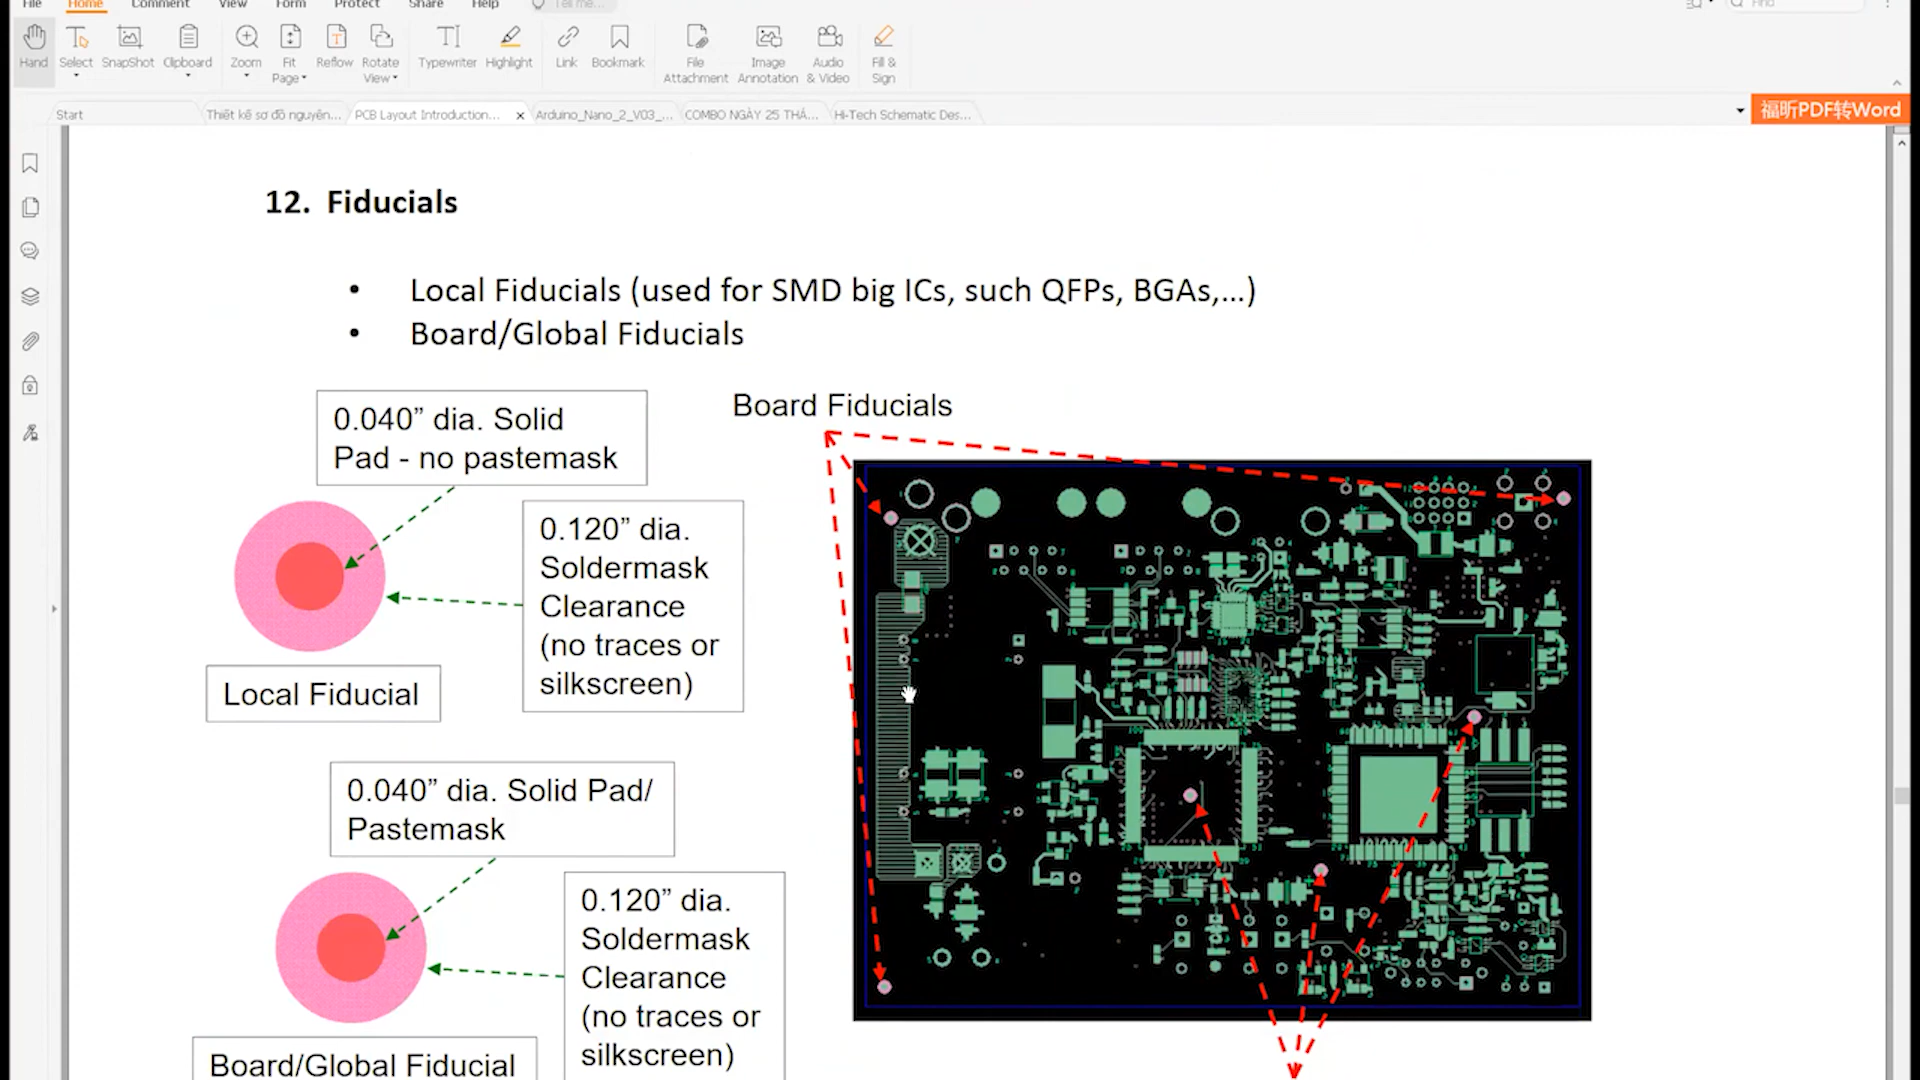 File Home Comment View Form Protect Share Help Tell me... Find
Hand Select SnapShot Clipboard Zoom Fit Page Reflow Rotate View Typewriter Highlight Link Bookmark File Attachment Image Annotation Audio & Video Fill & Sign
Start Thiết kế sơ đồ nguyên... PCB Layout Introduction... Arduino_Nano_2_V03_... COMBO NGÀY 25 THÁ... Hi-Tech Schematic Des... 福昕PDF转Word
12. Fiducials
• Local Fiducials (used for SMD big ICs, such QFPs, BGAs,...)
• Board/Global Fiducials
0.040” dia. Solid
Pad - no pastemask
Board Fiducials
0.120” dia.
Soldermask
Clearance
(no traces or
silkscreen)
Local Fiducial
0.040” dia. Solid Pad/
Pastemask
0.120” dia.
Soldermask
Clearance
(no traces or
silkscreen)
Board/Global Fiducial